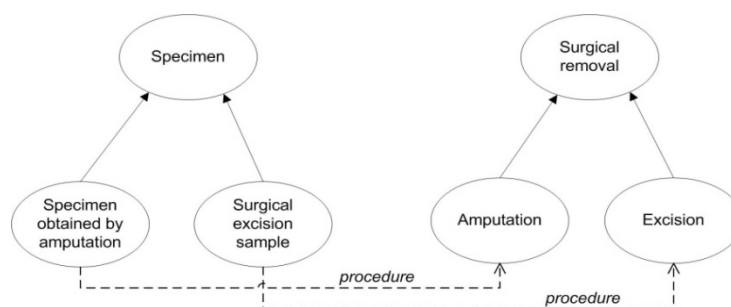 Specimen
Surgical
removal
Specimen
obtained by
amputation
Surgical
excision
sample
Amputation
Excision
procedure
procedure